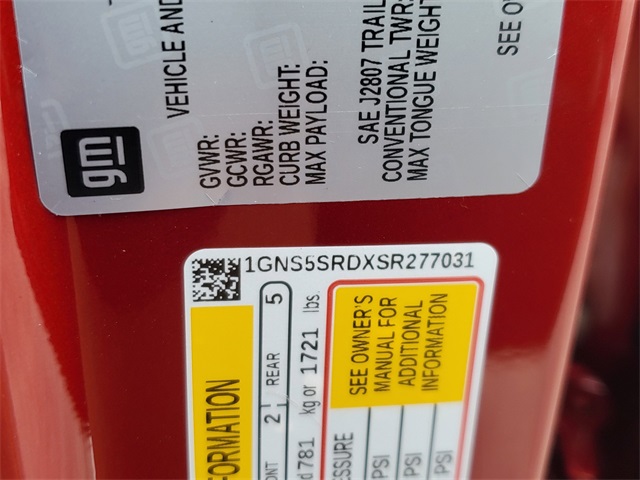 gm
VEHICLE AND
GVWR:
GCWR:
RGAWR:
CURB WEIGHT:
MAX PAYLOAD:
SAE J2807 TRAIL
CONVENTIONAL TWR:
MAX TONGUE WEIGHT
SEE O
1GNS5SRDXSR277031
FORMATION
ONT 2 REAR 5
d 781 kg or 1721 lbs.
SEE OWNER'S
MANUAL FOR
ADDITIONAL
INFORMATION
ESSURE
PSI
PSI
PSI